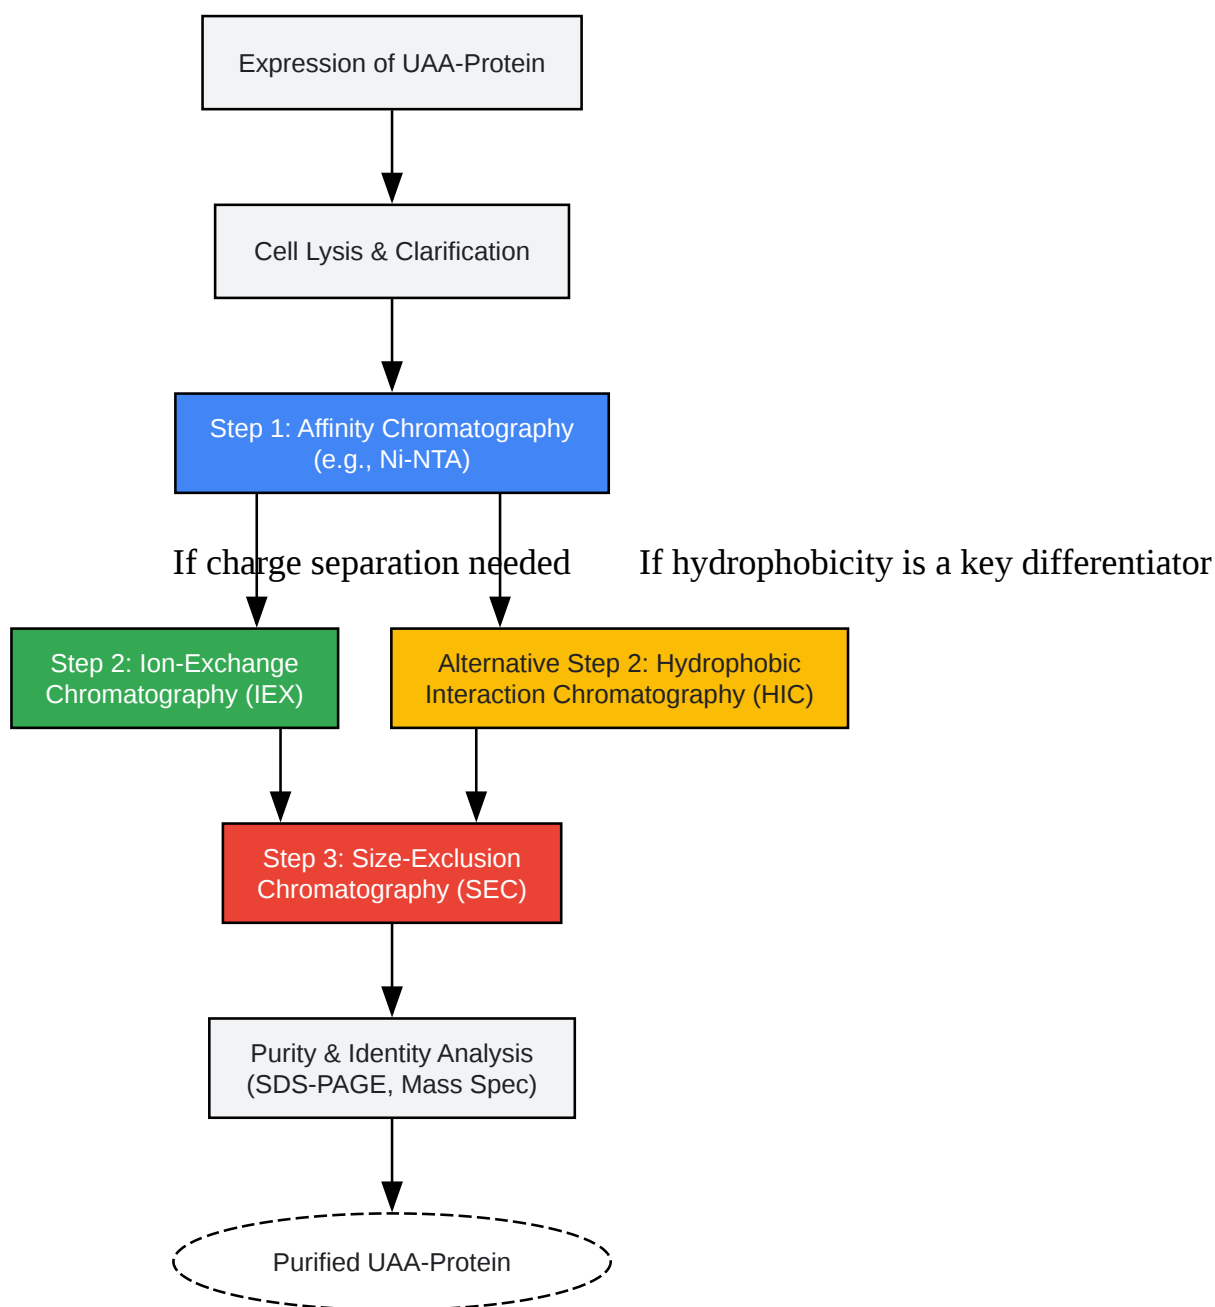 Expression of UAA-Protein
Cell Lysis & Clarification
Step 1: Affinity Chromatography
(e.g., Ni-NTA)
If charge separation needed
If hydrophobicity is a key differentiator
Step 2: Ion-Exchange
Chromatography (IEX)
Alternative Step 2: Hydrophobic
Interaction Chromatography (HIC)
Step 3: Size-Exclusion
Chromatography (SEC)
Purity & Identity Analysis
(SDS-PAGE, Mass Spec)
Purified UAA-Protein